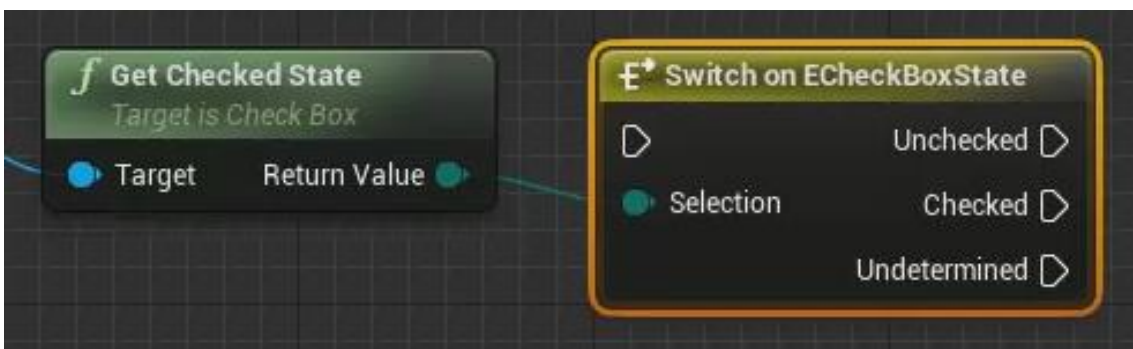 Get Checked State
Target is Check Box
Target
Return Value
Switch on ECheckBoxState
Unchecked
Selection
Checked
Undetermined